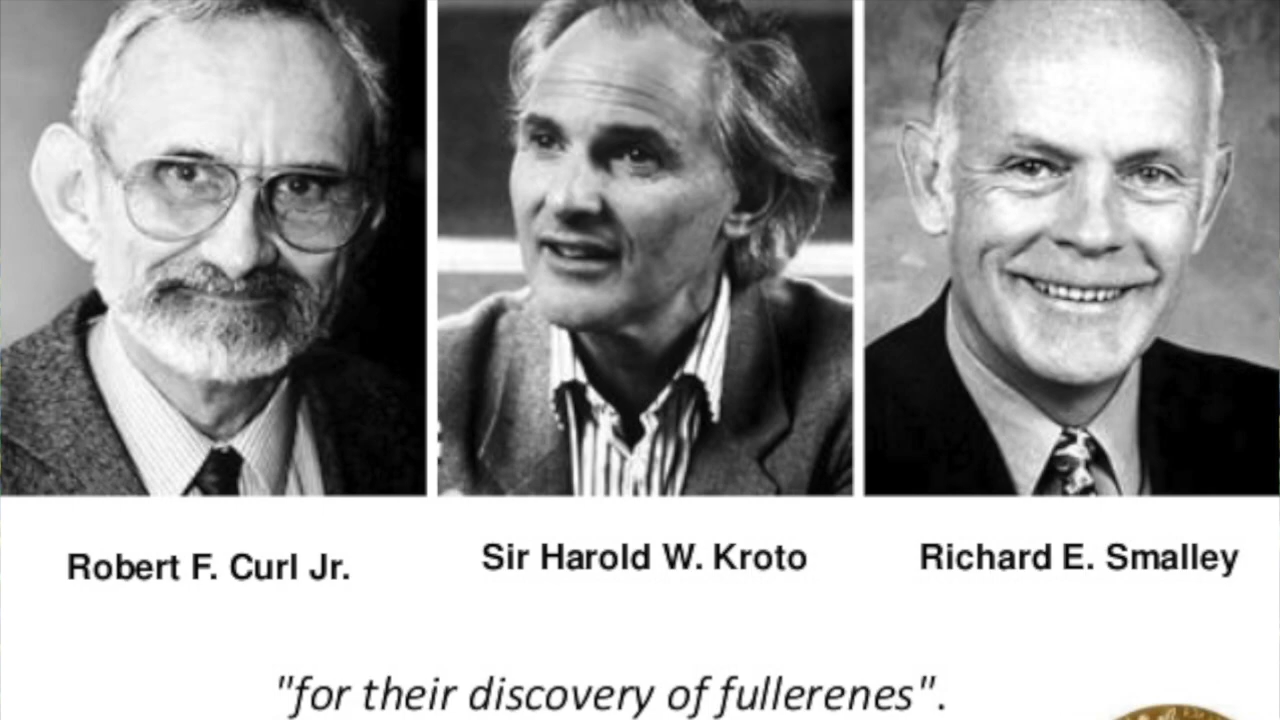 Robert F. Curl Jr.
Sir Harold W. Kroto
Richard E. Smalley
"for their discovery of fullerenes".